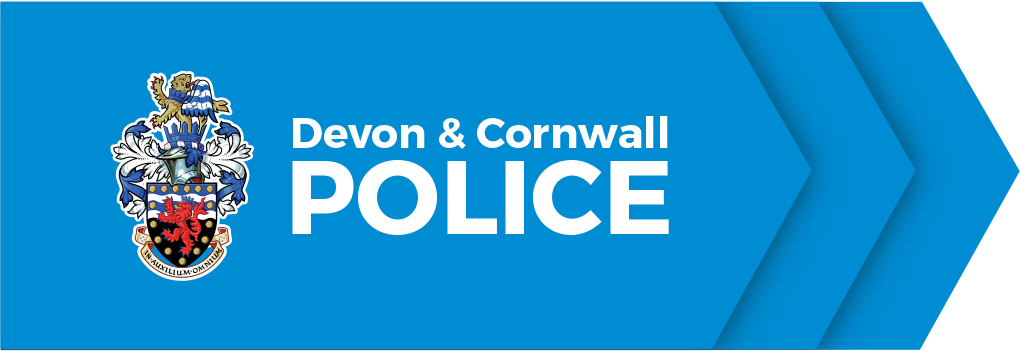 Devon & Cornwall
POLICE
IN·AUXILIUM·OMNIUM